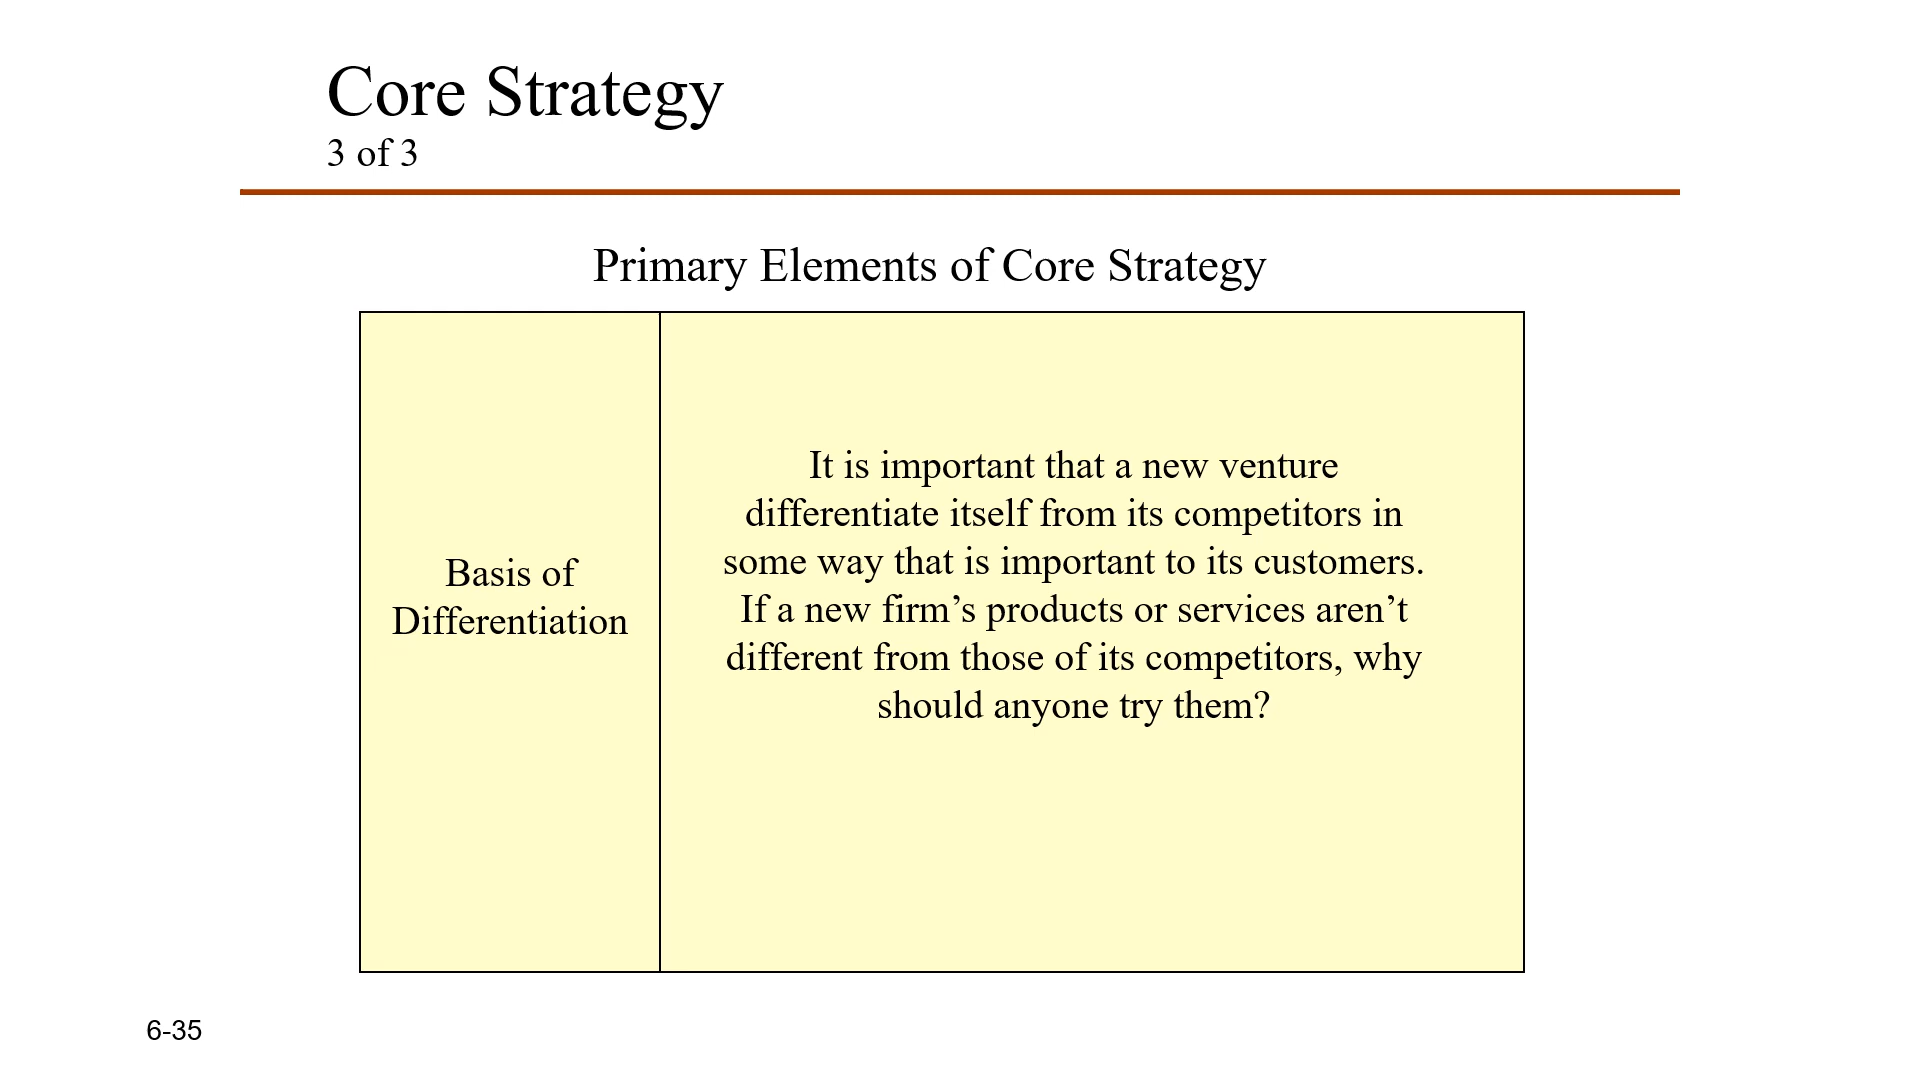 Core Strategy
3 of 3
Primary Elements of Core Strategy
Basis of
Differentiation
It is important that a new venture
differentiate itself from its competitors in
some way that is important to its customers.
If a new firm’s products or services aren’t
different from those of its competitors, why
should anyone try them?
6-35